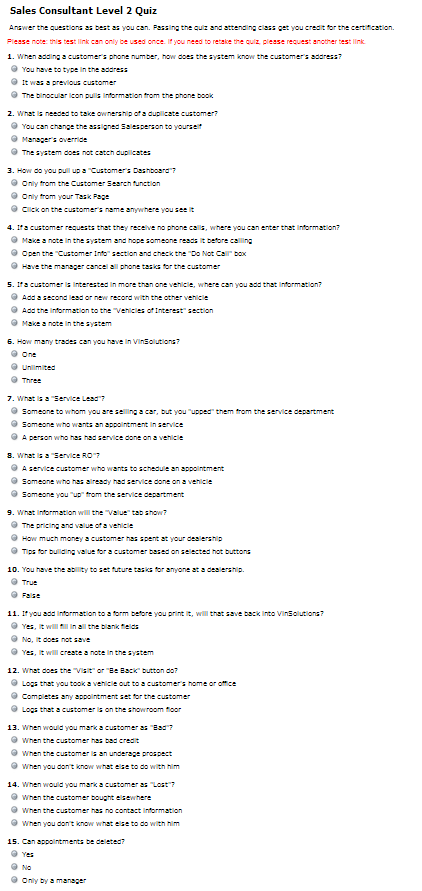 Sales Consultant Level 2 Quiz
Answer the questions as best as you can. Passing the quiz and attending class get you credit for the certification.
Please note: this test link can only be used once. If you need to retake the quiz, please request another test link.
1. When adding a customer's phone number, how does the system know the customer's address?
You have to type in the address
It was a previous customer
The binocular icon pulls information from the phone book
2. What is needed to take ownership of a duplicate customer?
You can change the assigned Salesperson to yourself
Manager's override
The system does not catch duplicates
3. How do you pull up a "Customer's Dashboard"?
Only from the Customer Search function
Only from your Task Page
Click on the customer's name anywhere you see it
4. If a customer requests that they receive no phone calls, where you can enter that information?
Make a note in the system and hope someone reads it before calling
Open the "Customer Info" section and check the "Do Not Call" box
Have the manager cancel all phone tasks for the customer
5. If a customer is interested in more than one vehicle, where can you add that information?
Add a second lead or new record with the other vehicle
Add the information to the "Vehicles of Interest" section
Make a note in the system
6. How many trades can you have in VinSolutions?
One
Unlimited
Three
7. What is a "Service Lead"?
Someone to whom you are selling a car, but you "upped" them from the service department
Someone who wants an appointment in service
A person who has had service done on a vehicle
8. What is a "Service RO"?
A service customer who wants to schedule an appointment
Someone who has already had service done on a vehicle
Someone you "up" from the service department
9. What information will the "Value" tab show?
The pricing and value of a vehicle
How much money a customer has spent at your dealership
Tips for building value for a customer based on selected hot buttons
10. You have the ability to set future tasks for anyone at a dealership.
True
False
11. If you add information to a form before you print it, will that save back into VinSolutions?
Yes, it will fill in all the blank fields
No, it does not save
Yes, it will create a note in the system
12. What does the "Visit" or "Be Back" button do?
Logs that you took a vehicle out to a customer's home or office
Completes any appointment set for the customer
Logs that a customer is on the showroom floor
13. When would you mark a customer as "Bad"?
When the customer has bad credit
When the customer is an underage prospect
When you don't know what else to do with him
14. When would you mark a customer as "Lost"?
When the customer bought elsewhere
When the customer has no contact information
When you don't know what else to do with him
15. Can appointments be deleted?
Yes
No
Only by a manager